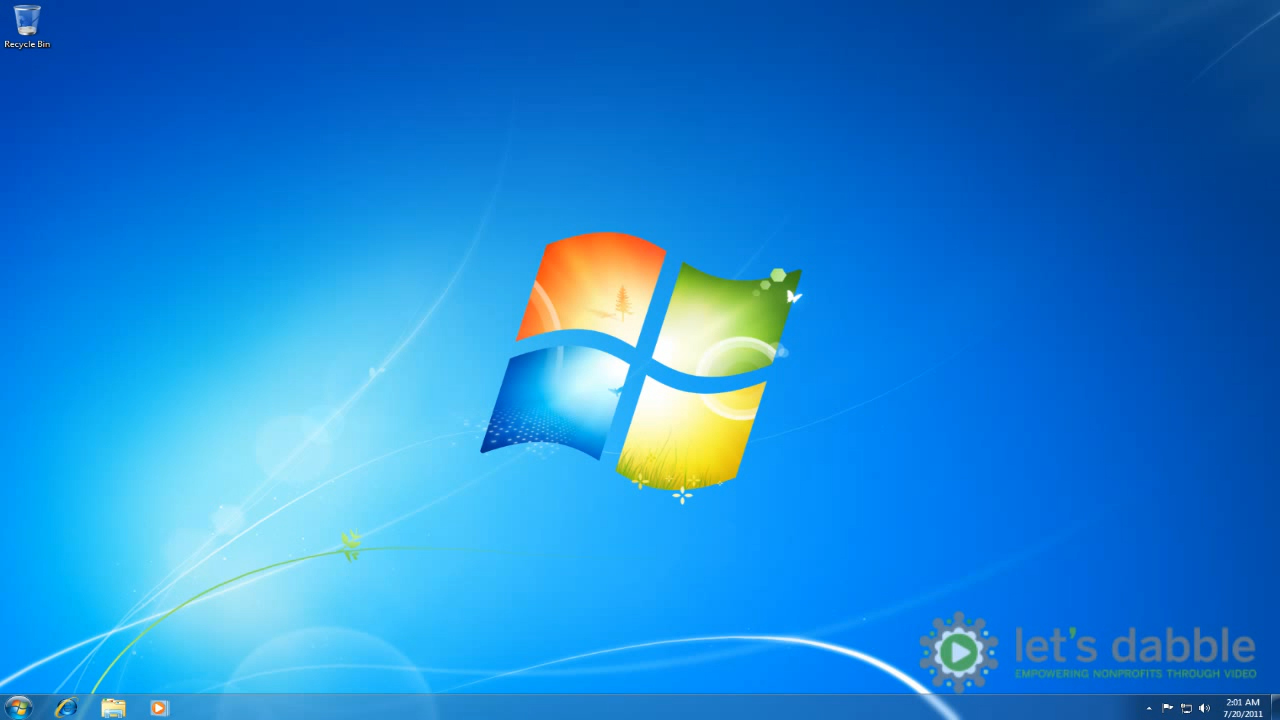 Recycle Bin
let's dabble
EMPOWERING NONPROFITS THROUGH VIDEO
2:01 AM
7/20/2011